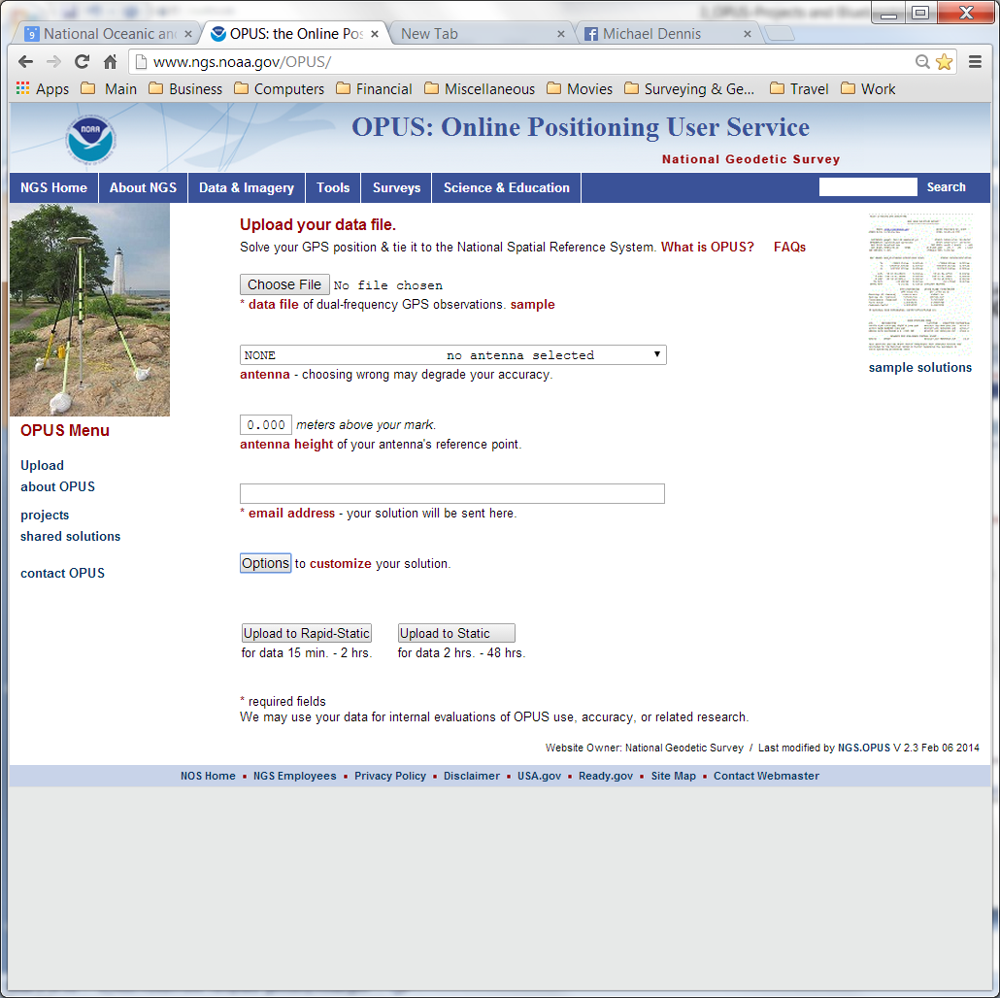 National Oceanic an
OPUS: the Online Pos
New Tab
Michael Dennis
www.ngs.noaa.gov/OPUS/
Apps Main Business Computers Financial Miscellaneous Movies Surveying & Ge... Travel Work
NOAA
OPUS: Online Positioning User Service
National Geodetic Survey
NGS Home About NGS Data & Imagery Tools Surveys Science & Education Search
Upload your data file.
Solve your GPS position & tie it to the National Spatial Reference System. What is OPUS? FAQs
Choose File No file chosen
* data file of dual-frequency GPS observations. sample
NONE no antenna selected
antenna - choosing wrong may degrade your accuracy.
sample solutions
0.000 meters above your mark.
antenna height of your antenna's reference point.
OPUS Menu
Upload
about OPUS
projects
shared solutions
contact OPUS
* email address - your solution will be sent here.
Options to customize your solution.
Upload to Rapid-Static Upload to Static
for data 15 min. - 2 hrs. for data 2 hrs. - 48 hrs.
* required fields
We may use your data for internal evaluations of OPUS use, accuracy, or related research.
Website Owner: National Geodetic Survey / Last modified by NGS.OPUS V 2.3 Feb 06 2014
NOS Home ▪ NGS Employees ▪ Privacy Policy ▪ Disclaimer ▪ USA.gov ▪ Ready.gov ▪ Site Map ▪ Contact Webmaster